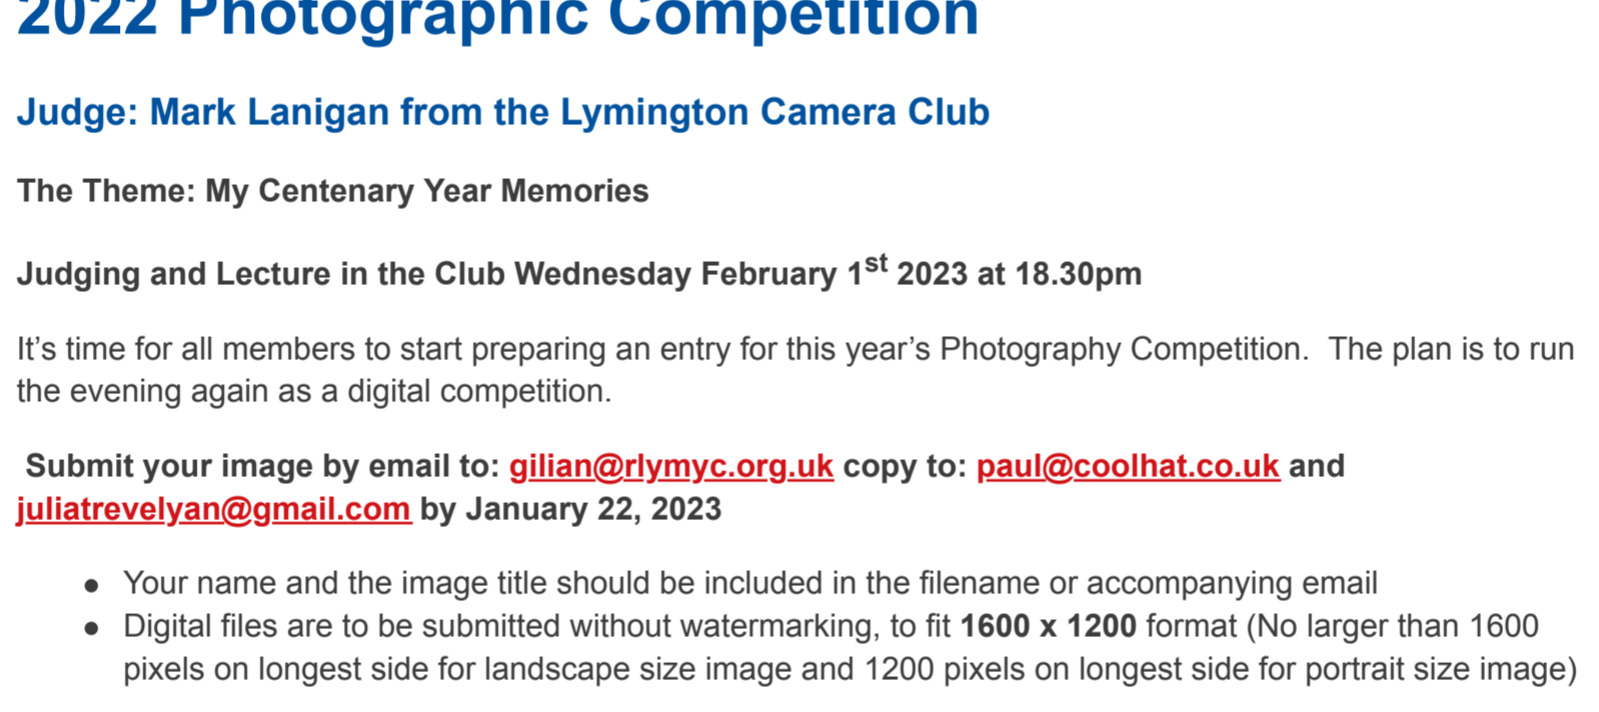 2022 Photographic Competition
Judge: Mark Lanigan from the Lymington Camera Club
The Theme: My Centenary Year Memories
Judging and Lecture in the Club Wednesday February 1st 2023 at 18.30pm
It’s time for all members to start preparing an entry for this year’s Photography Competition.  The plan is to run
the evening again as a digital competition.
Submit your image by email to: gilian@rlymyc.org.uk copy to: paul@coolhat.co.uk and
juliatrevelyan@gmail.com by January 22, 2023
● Your name and the image title should be included in the filename or accompanying email
● Digital files are to be submitted without watermarking, to fit 1600 x 1200 format (No larger than 1600
pixels on longest side for landscape size image and 1200 pixels on longest side for portrait size image)